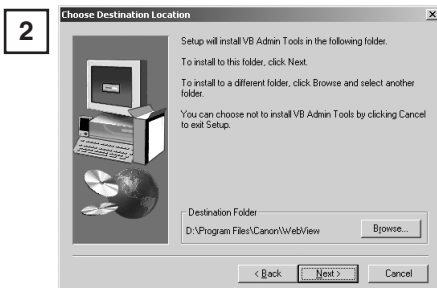 2
Choose Destination Location
Setup will install VB Admin Tools in the following folder.
To install to this folder, click Next.
To install to a different folder, click Browse and select another
folder.
You can choose not to install VB Admin Tools by clicking Cancel
to exit Setup.
Destination Folder
D:\Program Files\Canon\WebView
Browse...
< Back
Next >
Cancel